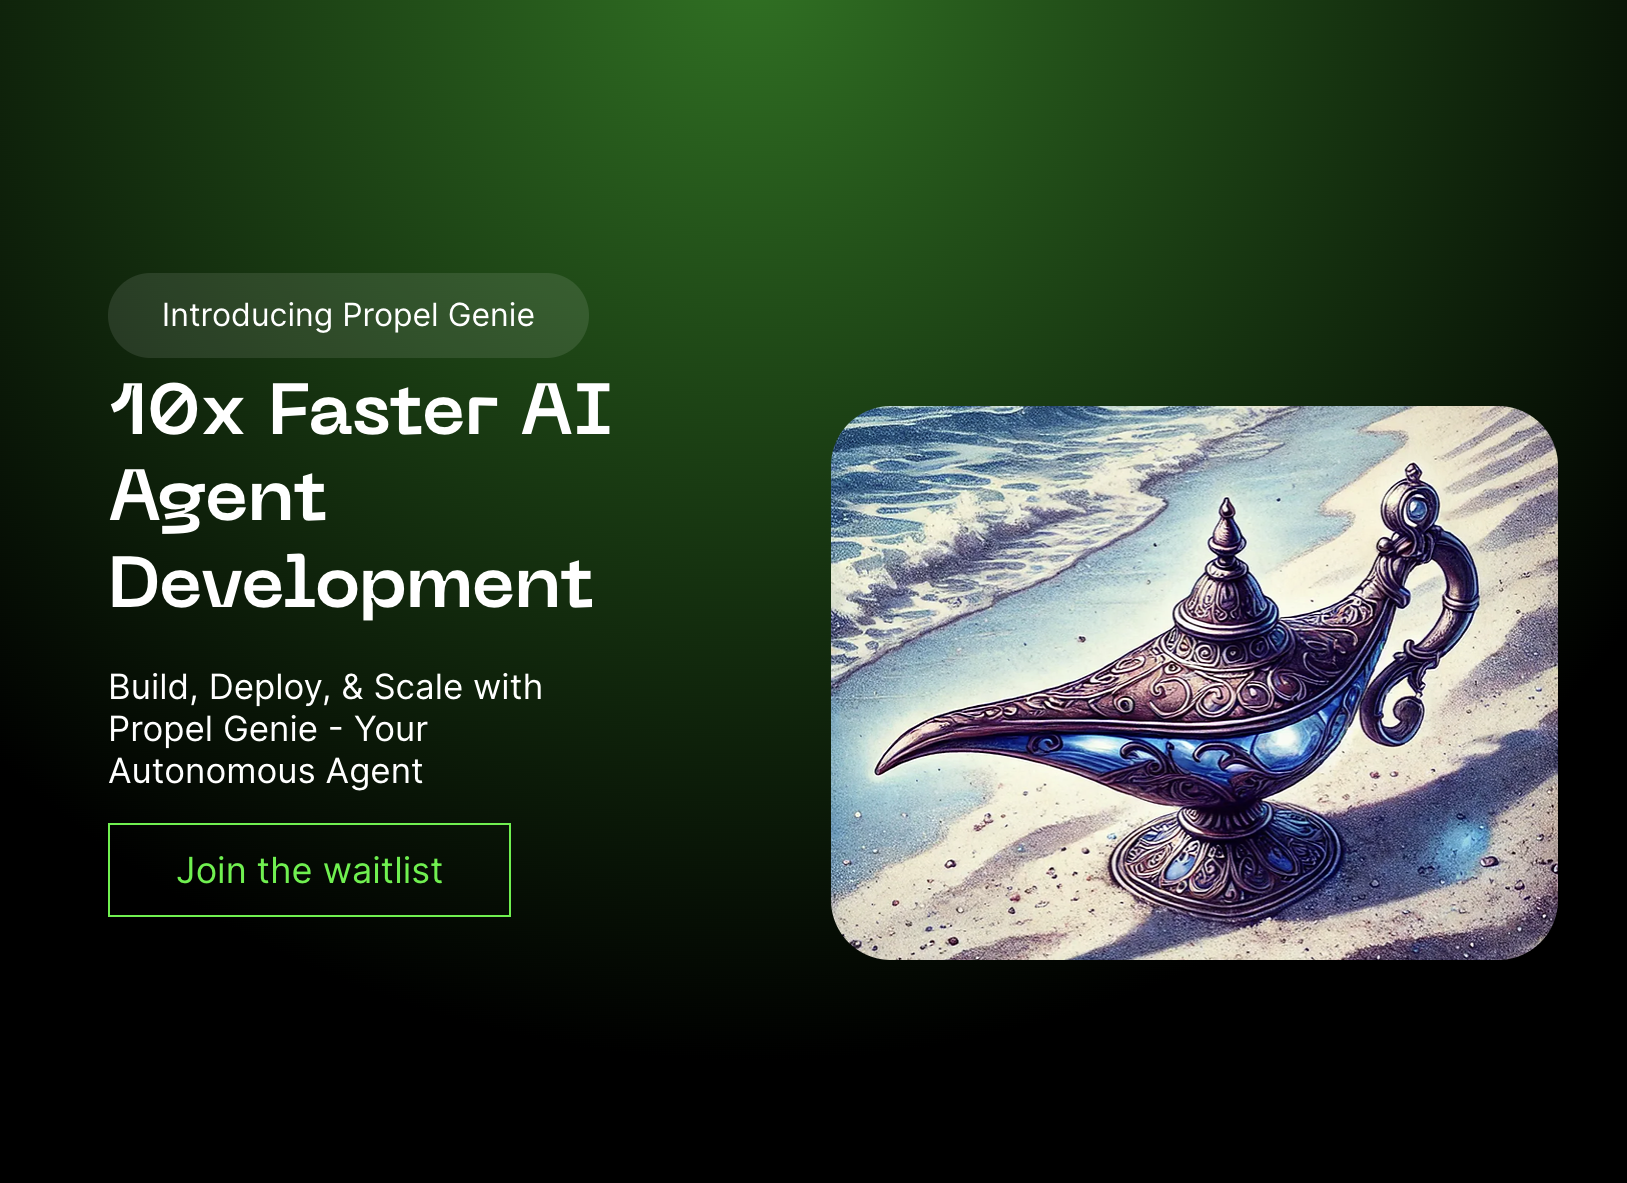 Introducing Propel Genie
10x Faster AI
Agent
Development
Build, Deploy, & Scale with
Propel Genie - Your
Autonomous Agent
Join the waitlist